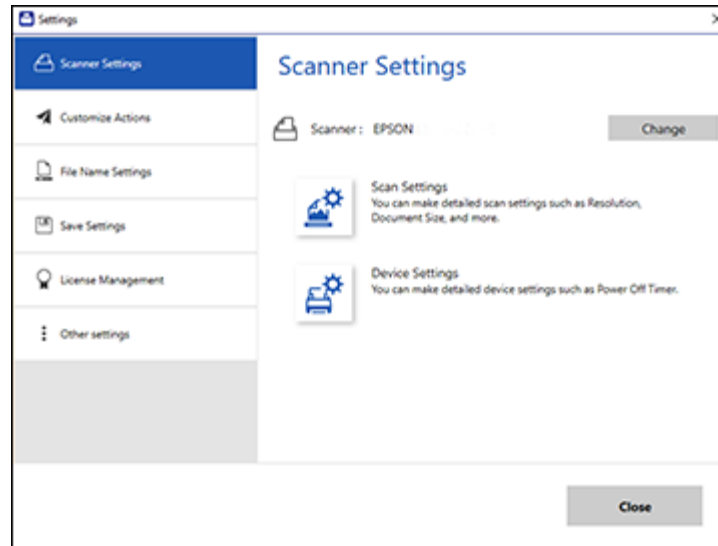 Settings
Scanner Settings
Customize Actions
File Name Settings
Save Settings
License Management
Other settings
Scanner Settings
Scanner : EPSON
Change
Scan Settings
You can make detailed scan settings such as Resolution,
Document Size, and more.
Device Settings
You can make detailed device settings such as Power Off Timer.
Close